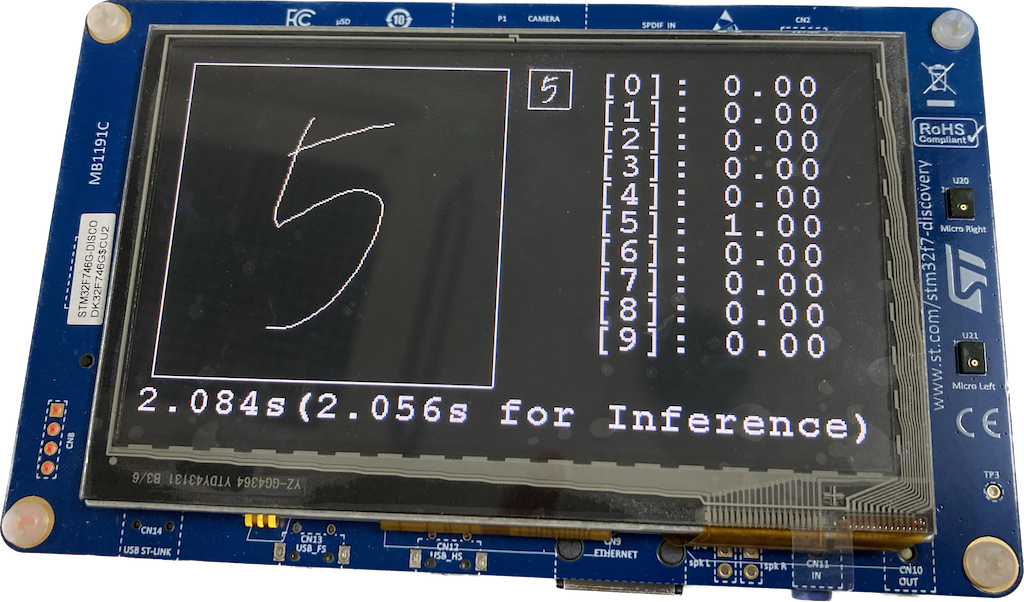 FCC
µSD
10
P1
CAMERA
SPDIF IN
CN2
MB1191C
STM32F746G-DISCO
DK32F746G$CU2
CN8
5
5
[0]: 0.00
[1]: 0.00
[2]: 0.00
[3]: 0.00
[4]: 0.00
[5]: 1.00
[6]: 0.00
[7]: 0.00
[8]: 0.00
[9]: 0.00
2.084s(2.056s for Inference)
YZ-GG4364 YTDY43131 B3/6
RoHS
Compliant
U20
Micro Right
www.st.com/stm32f7-discovery
ST
U21
Micro Left
CE
TP3
CN14
USB ST-LINK
CN13
USB_FS
CN12
USB_HS
CN9
ETHERNET
spk L
spk R
CN11
IN
CN10
OUT